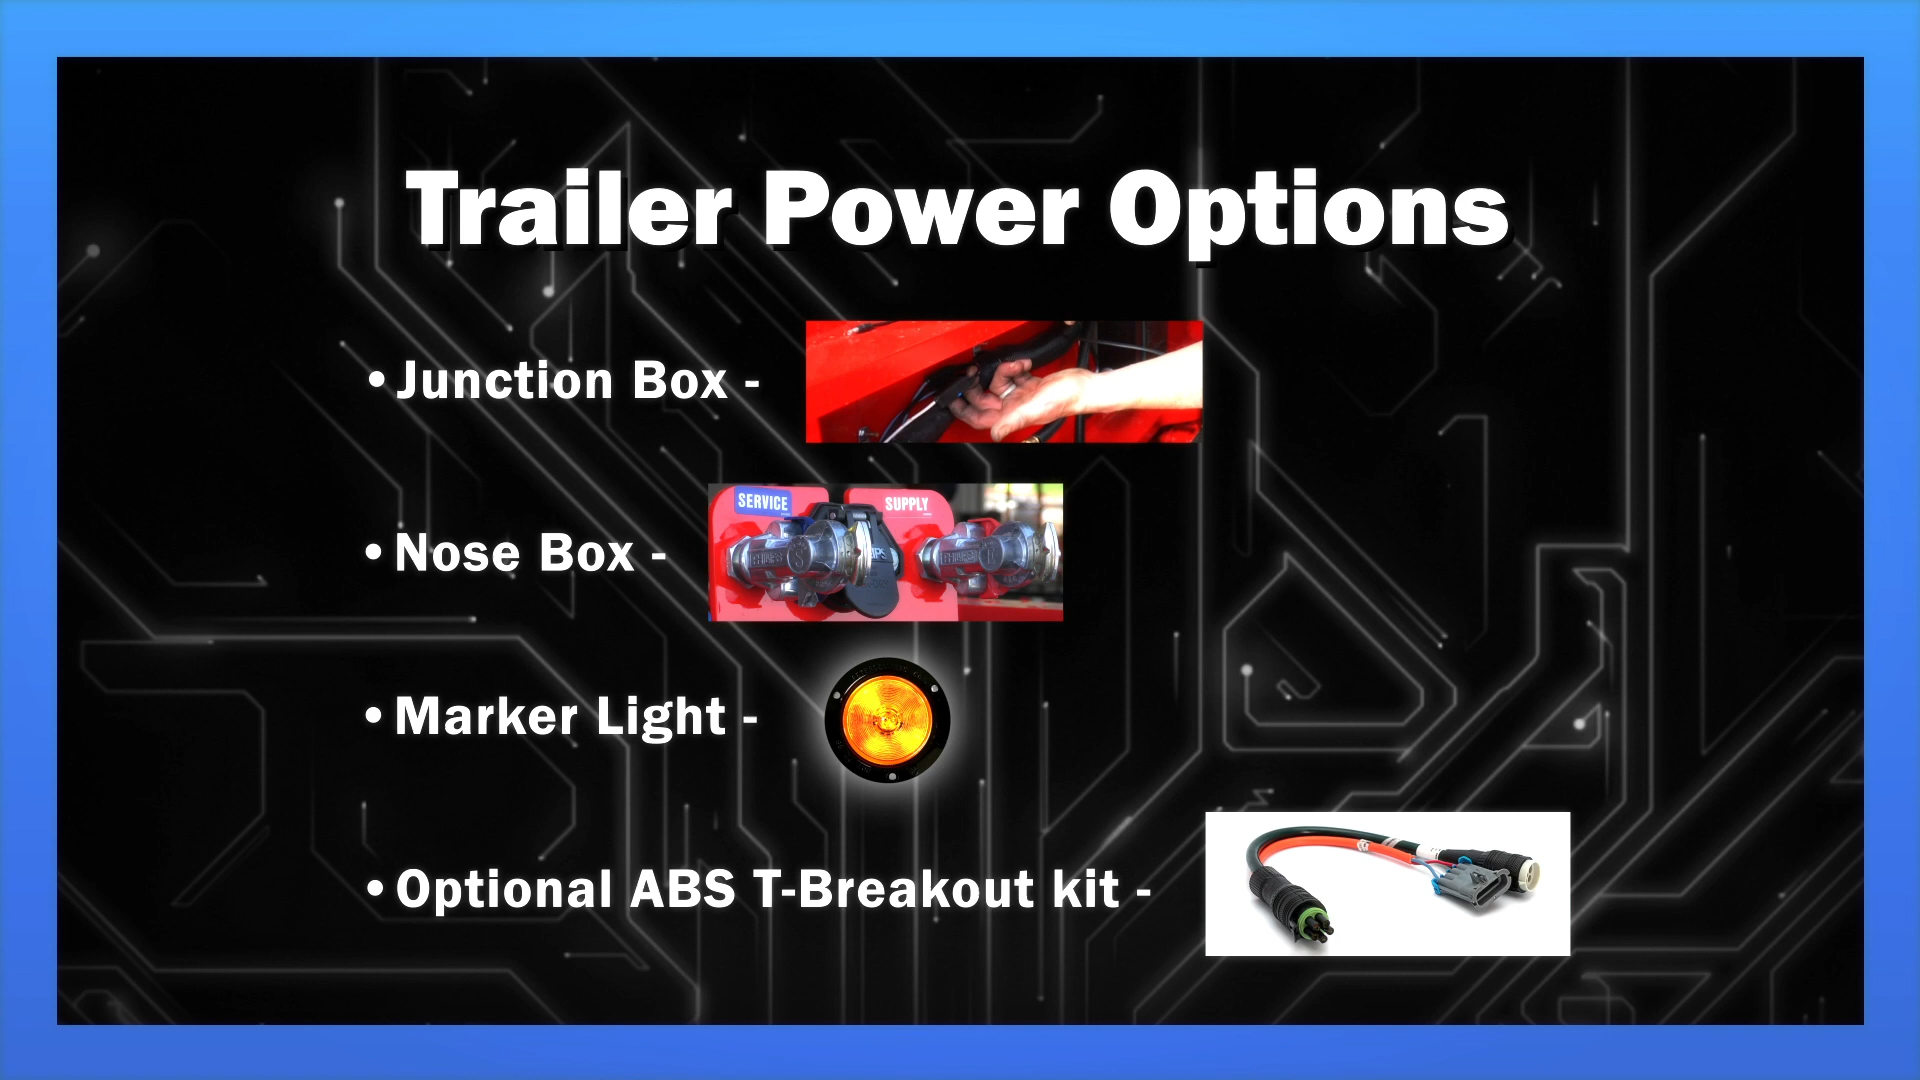 Trailer Power Options
•Junction Box -
•Nose Box -
SERVICE
SUPPLY
•Marker Light -
•Optional ABS T-Breakout kit -